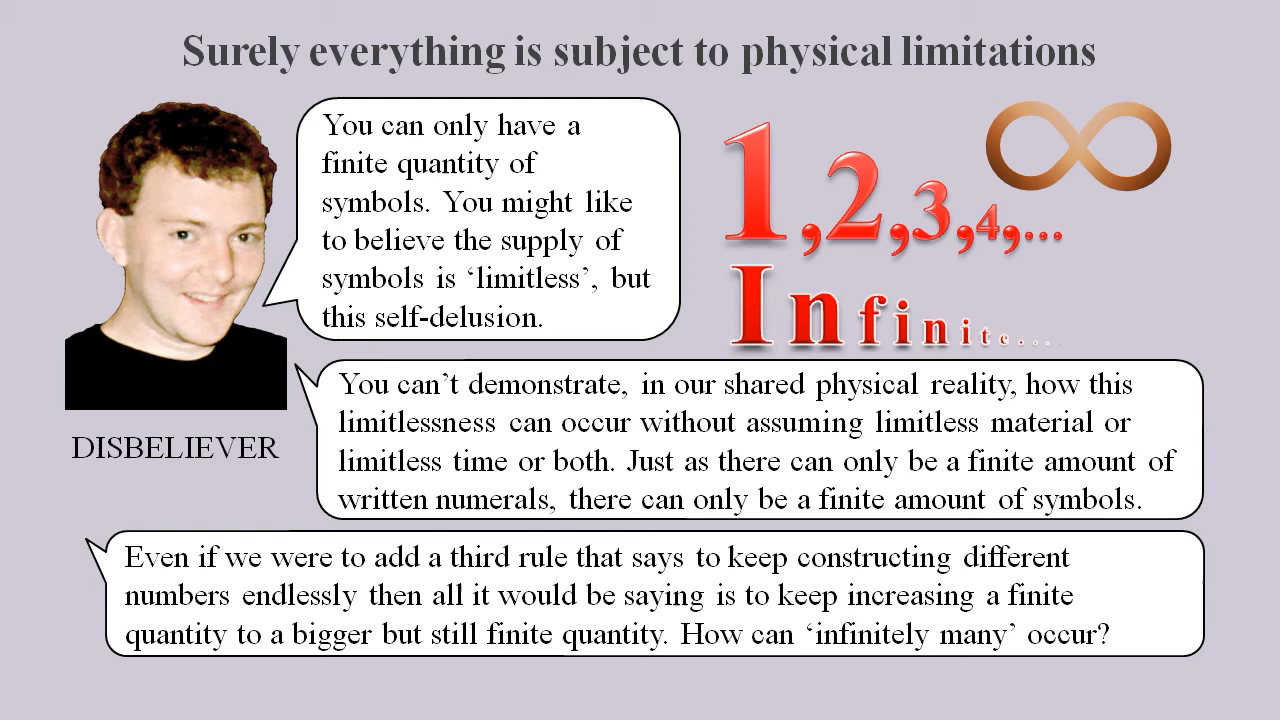 Surely everything is subject to physical limitations
You can only have a
finite quantity of
symbols. You might like
to believe the supply of
symbols is ‘limitless’, but
this self-delusion.
1,2,3,4,...
∞
Infinite....
You can’t demonstrate, in our shared physical reality, how this
limitlessness can occur without assuming limitless material or
limitless time or both. Just as there can only be a finite amount of
written numerals, there can only be a finite amount of symbols.
DISBELIEVER
Even if we were to add a third rule that says to keep constructing different
numbers endlessly then all it would be saying is to keep increasing a finite
quantity to a bigger but still finite quantity. How can ‘infinitely many’ occur?